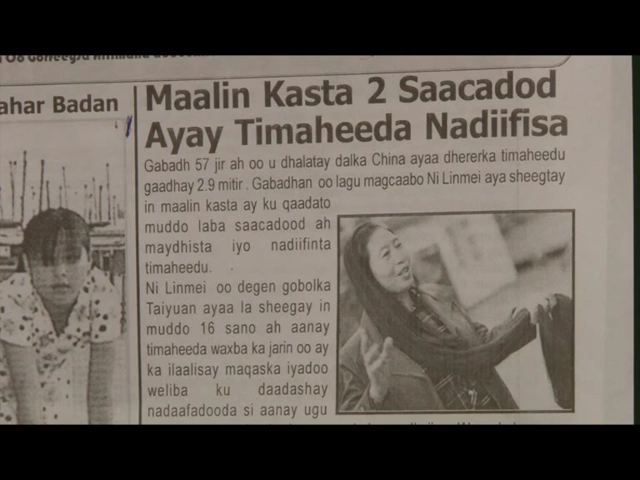 ahar Badan
Maalin Kasta 2 Saacadod
Ayay Timaheeda Nadiifisa
Gabadh 57 jir ah oo u dhalatay dalka China ayaa dhererka timaheedu
gaadhay 2.9 mitir . Gabadhan oo lagu magcaabo Ni Linmei aya sheegtay
in maalin kasta ay ku qaadato
muddo laba saacadood ah
maydhista iyo nadiifinta
timaheedu.
Ni Linmei oo degen gobolka
Taiyuan ayaa la sheegay in
muddo 16 sano ah aanay
timaheeda waxba ka jarin oo ay
ka ilaalisay maqaska iyadoo
weliba ku dadashay
nadaafadooda si aanay ugu